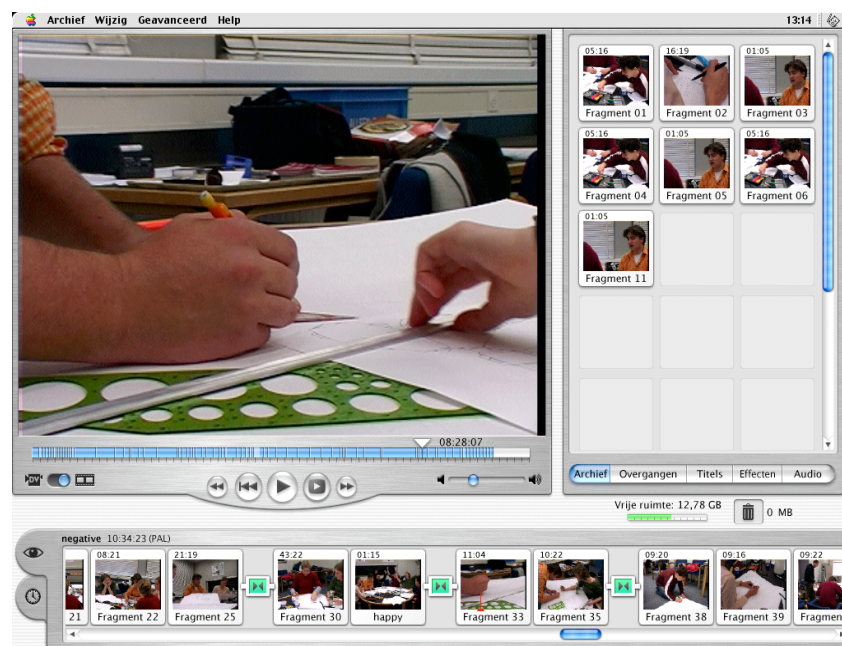 Archief Wijzig Geavanceerd Help 13:14
05:16 16:19 01:05
Fragment 01 Fragment 02 Fragment 03
05:16 01:05 05:16
Fragment 04 Fragment 05 Fragment 06
01:05
Fragment 11
08:28:07
DV
Archief Overgangen Titels Effecten Audio
Vrije ruimte: 12,78 GB
0 MB
negative 10:34:23 (PAL)
08:21 21:19 43:22 01:15 11:04 10:22 09:20 09:16 09:22
21 Fragment 22 Fragment 25 Fragment 30 happy Fragment 33 Fragment 35 Fragment 38 Fragment 39 Fragmen